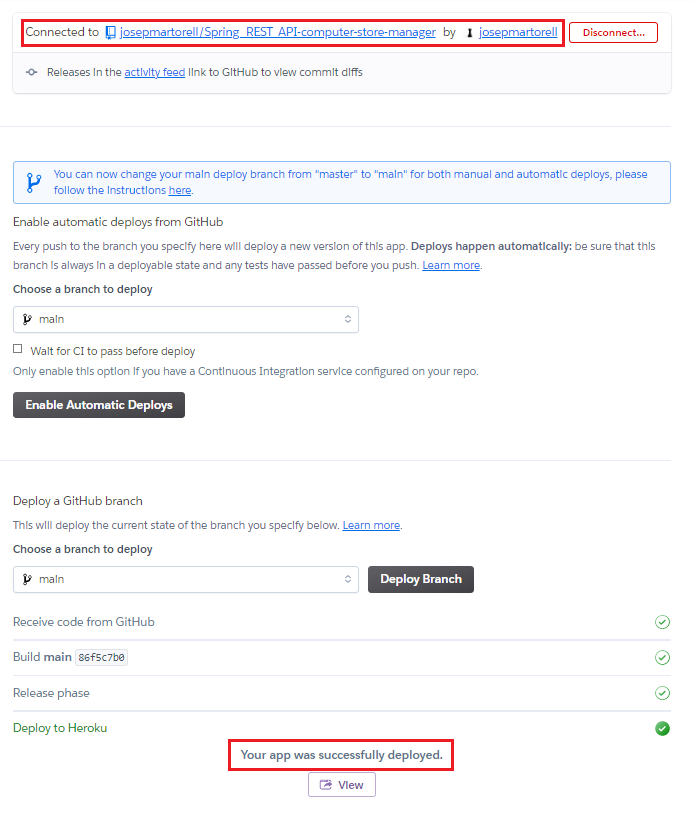 Connected to josepmartorell/Spring_REST_API-computer-store-manager by josepmartorell Disconnect...
Releases in the activity feed link to GitHub to view commit diffs
You can now change your main deploy branch from "master" to "main" for both manual and automatic deploys, please
follow the instructions here.
Enable automatic deploys from GitHub
Every push to the branch you specify here will deploy a new version of this app. Deploys happen automatically: be sure that this
branch is always in a deployable state and any tests have passed before you push. Learn more.
Choose a branch to deploy
main
Wait for CI to pass before deploy
Only enable this option if you have a Continuous Integration service configured on your repo.
Enable Automatic Deploys
Deploy a GitHub branch
This will deploy the current state of the branch you specify below. Learn more.
Choose a branch to deploy
main Deploy Branch
Receive code from GitHub
Build main 86f5c7b0
Release phase
Deploy to Heroku
Your app was successfully deployed.
View